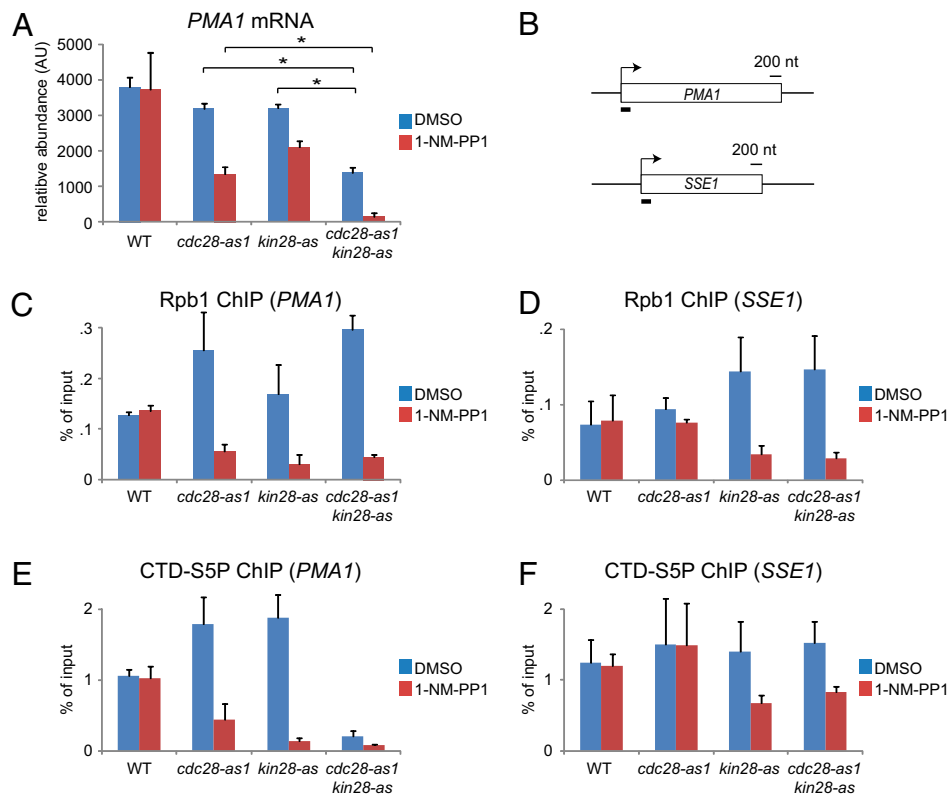 A
PMA1 mRNA
relatibve abundance (AU)
5000
4000
3000
2000
1000
0
* 
*
*
DMSO
1-NM-PP1
WT
cdc28-as1
kin28-as
cdc28-as1
kin28-as
B
200 nt
PMA1
200 nt
SSE1
C
Rpb1 ChIP (PMA1)
% of input
.3
.2
.1
0
DMSO
1-NM-PP1
WT
cdc28-as1
kin28-as
cdc28-as1
kin28-as
D
Rpb1 ChIP (SSE1)
% of input
.2
.1
0
DMSO
1-NM-PP1
WT
cdc28-as1
kin28-as
cdc28-as1
kin28-as
E
CTD-S5P ChIP (PMA1)
% of input
2
1
0
DMSO
1-NM-PP1
WT
cdc28-as1
kin28-as
cdc28-as1
kin28-as
F
CTD-S5P ChIP (SSE1)
% of input
2
1
0
DMSO
1-NM-PP1
WT
cdc28-as1
kin28-as
cdc28-as1
kin28-as